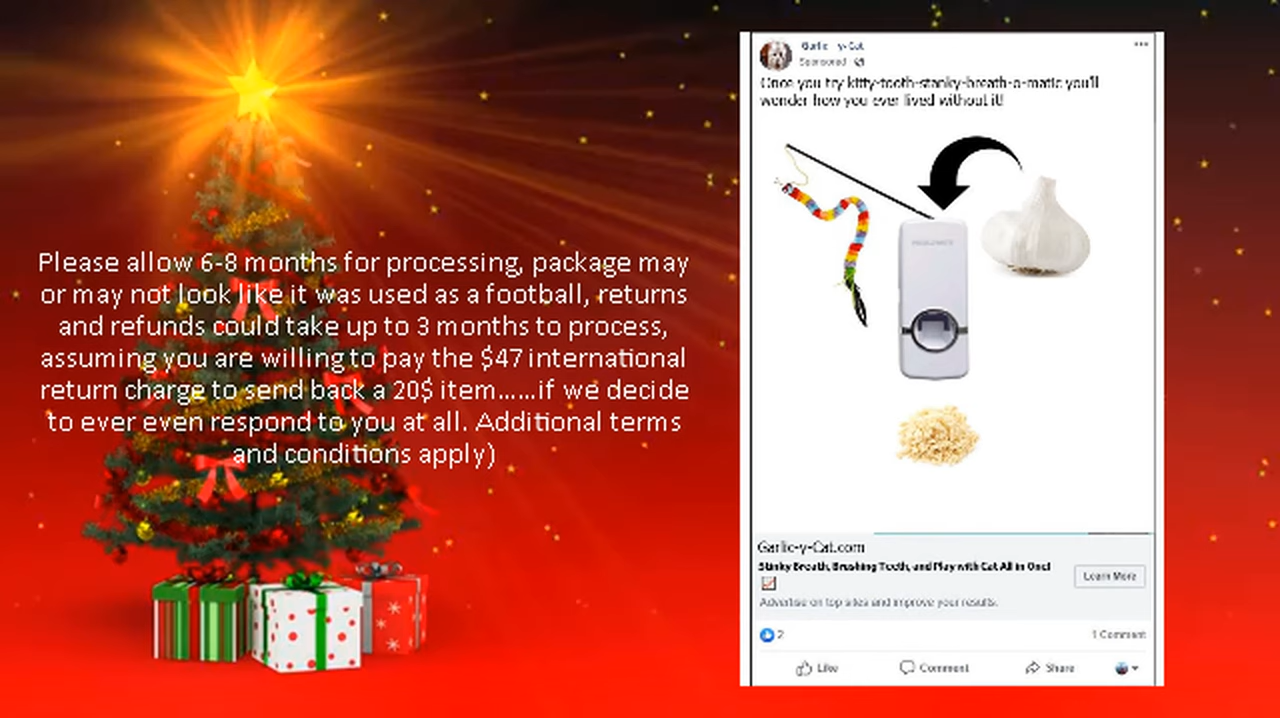 Please allow 6-8 months for processing, package may
or may not look like it was used as a football, returns
and refunds could take up to 3 months to process,
assuming you are willing to pay the $47 international
return charge to send back a 20$ item......if we decide
to ever even respond to you at all. Additional terms
and conditions apply)
Garlic-y-Cat
Sponsored
Once you try kitty-tooth-stanky-breath-o-matic you'll
wonder how you ever lived without it!
Garlic-y-Cat.com
Stinky Breath, Brushing Teeth, and Play with Cat All in One!
Learn More
Advertise on top sites and improve your results.
2
1 Comment
Like
Comment
Share